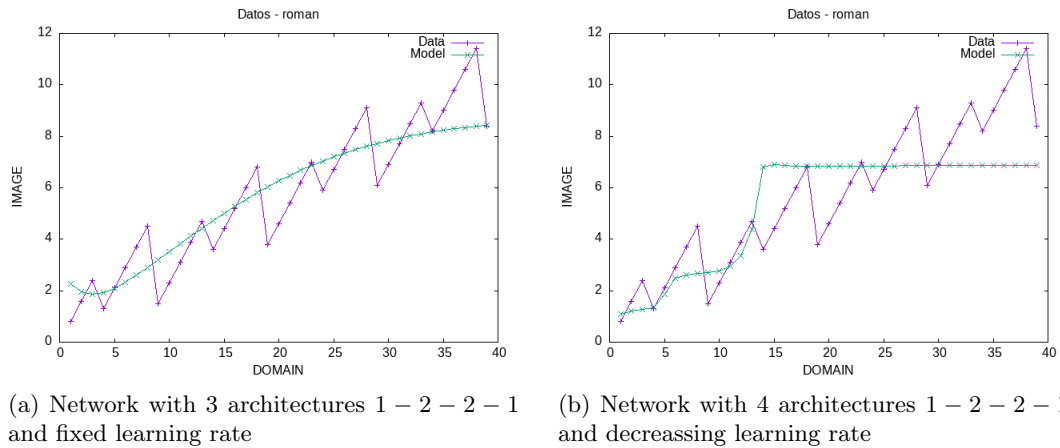 Datos - roman
12
10
8
6
4
2
0
IMAGE
Data
Model
0 5 10 15 20 25 30 35 40
DOMAIN
(a) Network with 3 architectures 1 − 2 − 2 − 1
and fixed learning rate
Datos - roman
12
10
8
6
4
2
0
IMAGE
Data
Model
0 5 10 15 20 25 30 35 40
DOMAIN
(b) Network with 4 architectures 1 − 2 − 2 − 1
and decreassing learning rate